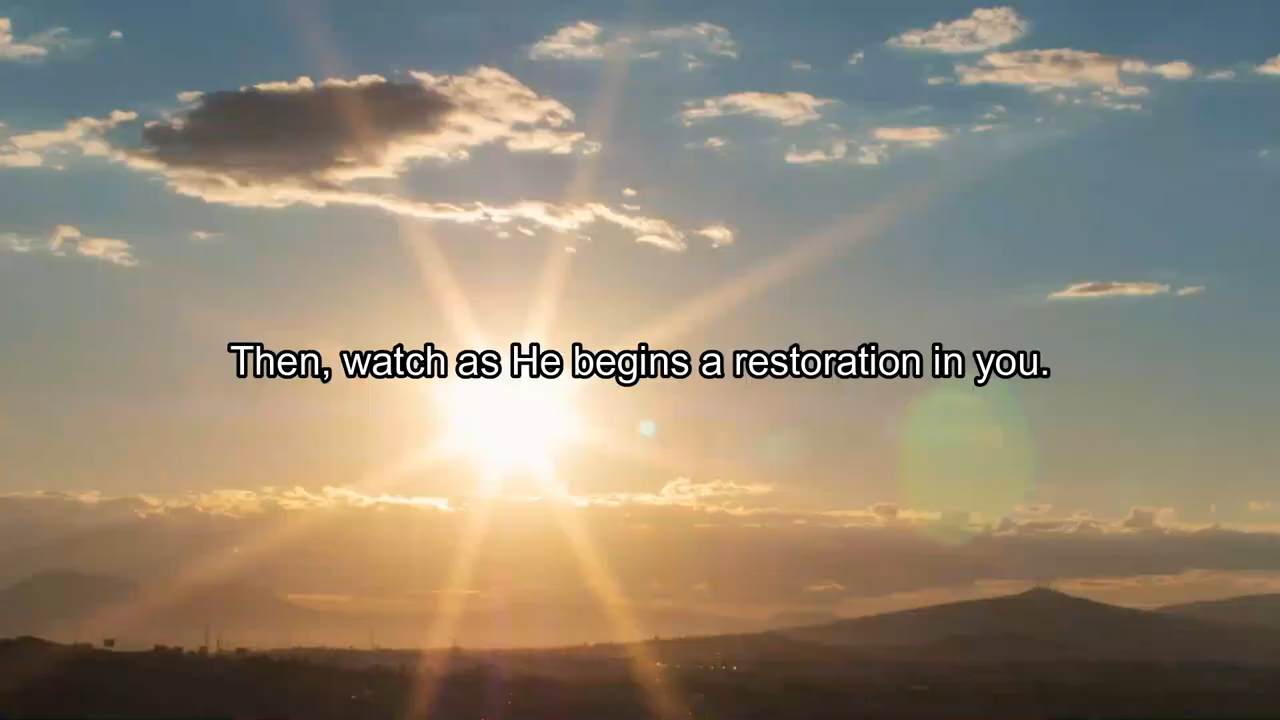 Then, watch as He begins a restoration in you.